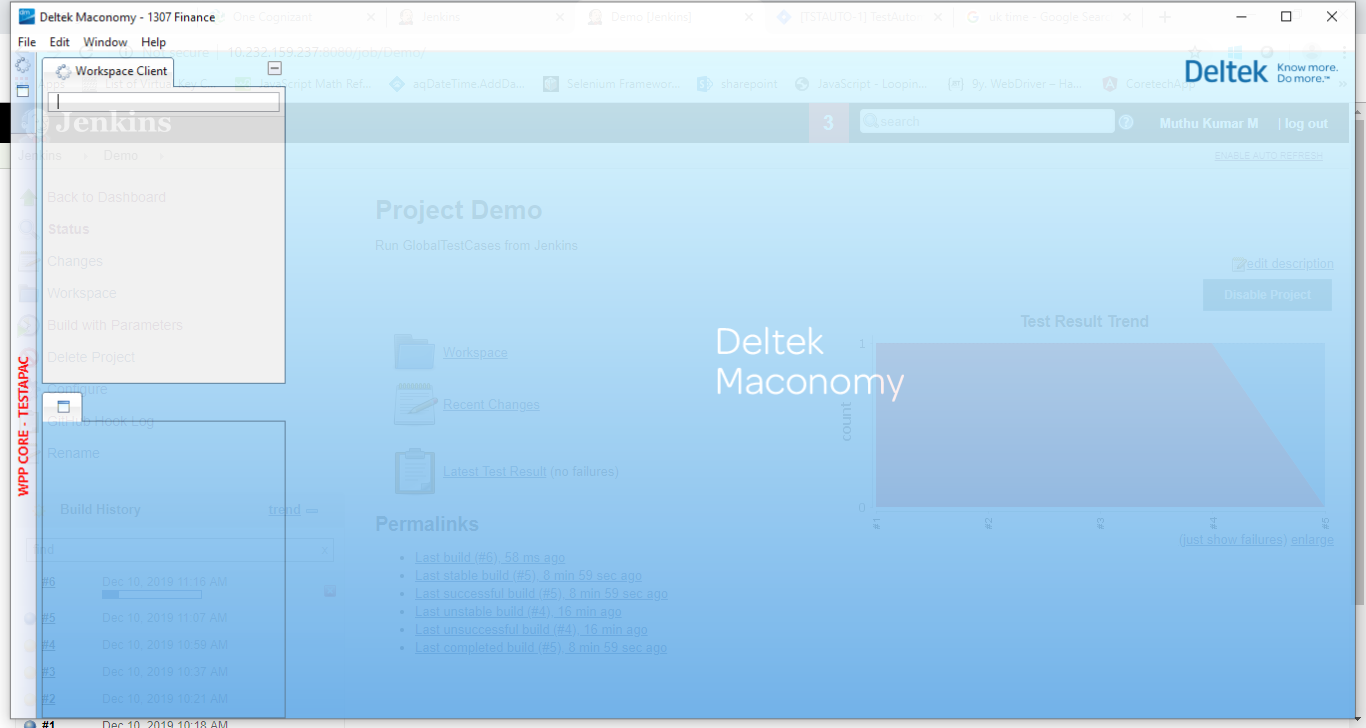 Deltek Maconomy - 1307 Finance
One Cognizant
Jenkins
Demo [Jenkins]
[TSTAUTO-1] TestAuto
uk time - Google Sear
File Edit Window Help
Not secure | 10.232.159.237:8080/job/Demo/
Workspace Client
Deltek Know more.
Do more.™
JavaScript Math Ref...
aqDateTime.AddDa...
Selenium Framewor...
sharepoint
JavaScript - Loopin...
9y. WebDriver – Ha...
CoretechApp
Jenkins
3
search
Muthu Kumar M | log out
Jenkins Demo
ENABLE AUTO REFRESH
Back to Dashboard
Status
Changes
Workspace
Build with Parameters
Delete Project
Configure
GitHub Hook Log
Rename
WPP CORE - TESTAPAC
Project Demo
Run GlobalTestCases from Jenkins
edit description
Disable Project
Test Result Trend
Workspace
Recent Changes
Latest Test Result (no failures)
Deltek
Maconomy
1
count
0
#1 #2 #3 #4 #5
(just show failures) enlarge
Build History trend
find x
#6 Dec 10, 2019 11:16 AM
#5 Dec 10, 2019 11:07 AM
#4 Dec 10, 2019 10:59 AM
#3 Dec 10, 2019 10:37 AM
#2 Dec 10, 2019 10:21 AM
#1 Dec 10, 2019 10:18 AM
Permalinks
Last build (#6), 58 ms ago
Last stable build (#5), 8 min 59 sec ago
Last successful build (#5), 8 min 59 sec ago
Last unstable build (#4), 16 min ago
Last unsuccessful build (#4), 16 min ago
Last completed build (#5), 8 min 59 sec ago